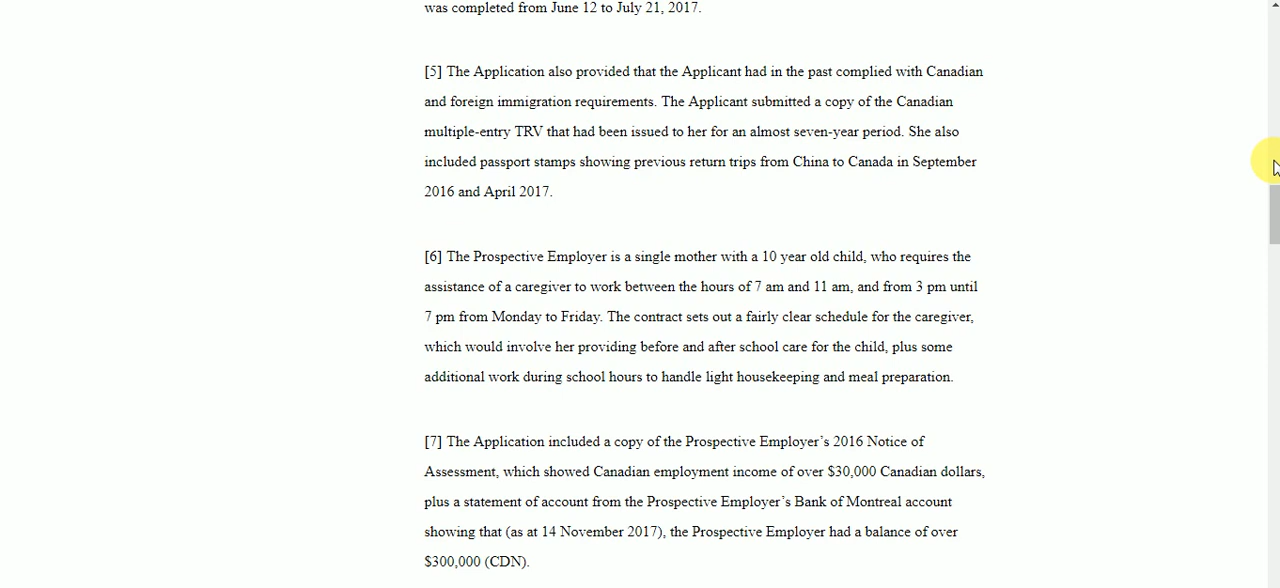 was completed from June 12 to July 21, 2017.
[5] The Application also provided that the Applicant had in the past complied with Canadian
and foreign immigration requirements. The Applicant submitted a copy of the Canadian
multiple-entry TRV that had been issued to her for an almost seven-year period. She also
included passport stamps showing previous return trips from China to Canada in September
2016 and April 2017.
[6] The Prospective Employer is a single mother with a 10 year old child, who requires the
assistance of a caregiver to work between the hours of 7 am and 11 am, and from 3 pm until
7 pm from Monday to Friday. The contract sets out a fairly clear schedule for the caregiver,
which would involve her providing before and after school care for the child, plus some
additional work during school hours to handle light housekeeping and meal preparation.
[7] The Application included a copy of the Prospective Employer’s 2016 Notice of
Assessment, which showed Canadian employment income of over $30,000 Canadian dollars,
plus a statement of account from the Prospective Employer’s Bank of Montreal account
showing that (as at 14 November 2017), the Prospective Employer had a balance of over
$300,000 (CDN).